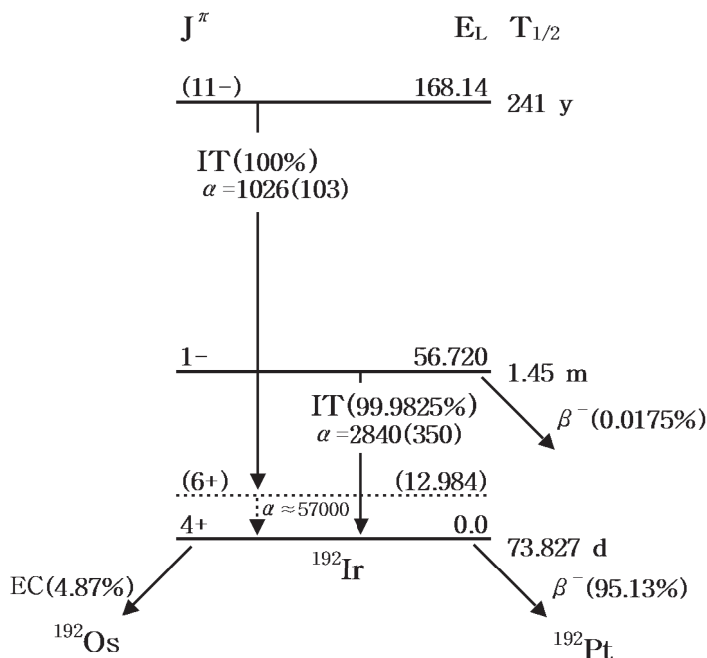 J^π E_L T_{1/2}
(11-) 168.14
241 y
IT(100%)
α=1026(103)
1- 56.720
1.45 m
IT(99.9825%)
α=2840(350)
β⁻(0.0175%)
(6+) (12.984)
α≈57000
4+ 0.0
73.827 d
¹⁹²Ir
EC(4.87%)
β⁻(95.13%)
¹⁹²Os
¹⁹²Pt